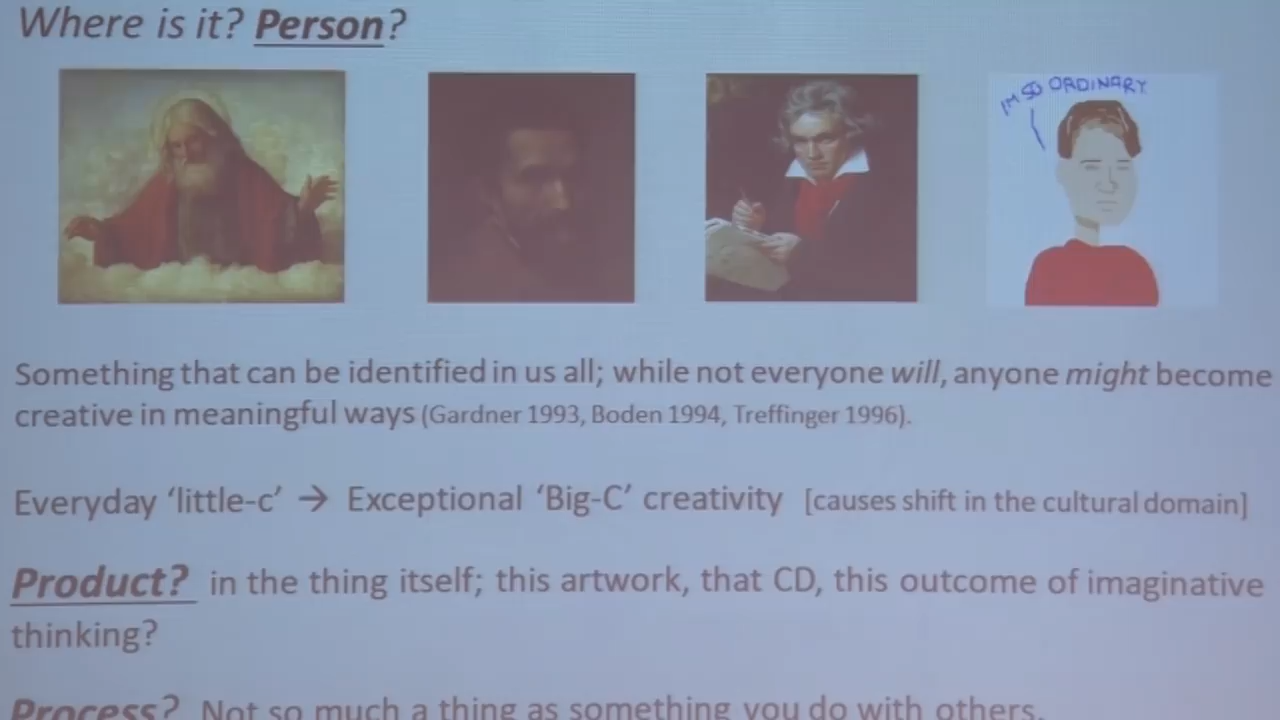 Where is it? Person?
I'M SO ORDINARY
Something that can be identified in us all; while not everyone will, anyone might become
creative in meaningful ways (Gardner 1993, Boden 1994, Treffinger 1996).
Everyday ‘little-c’ → Exceptional ‘Big-C’ creativity [causes shift in the cultural domain]
Product? in the thing itself; this artwork, that CD, this outcome of imaginative
thinking?
Process? Not so much a thing as something you do with others.